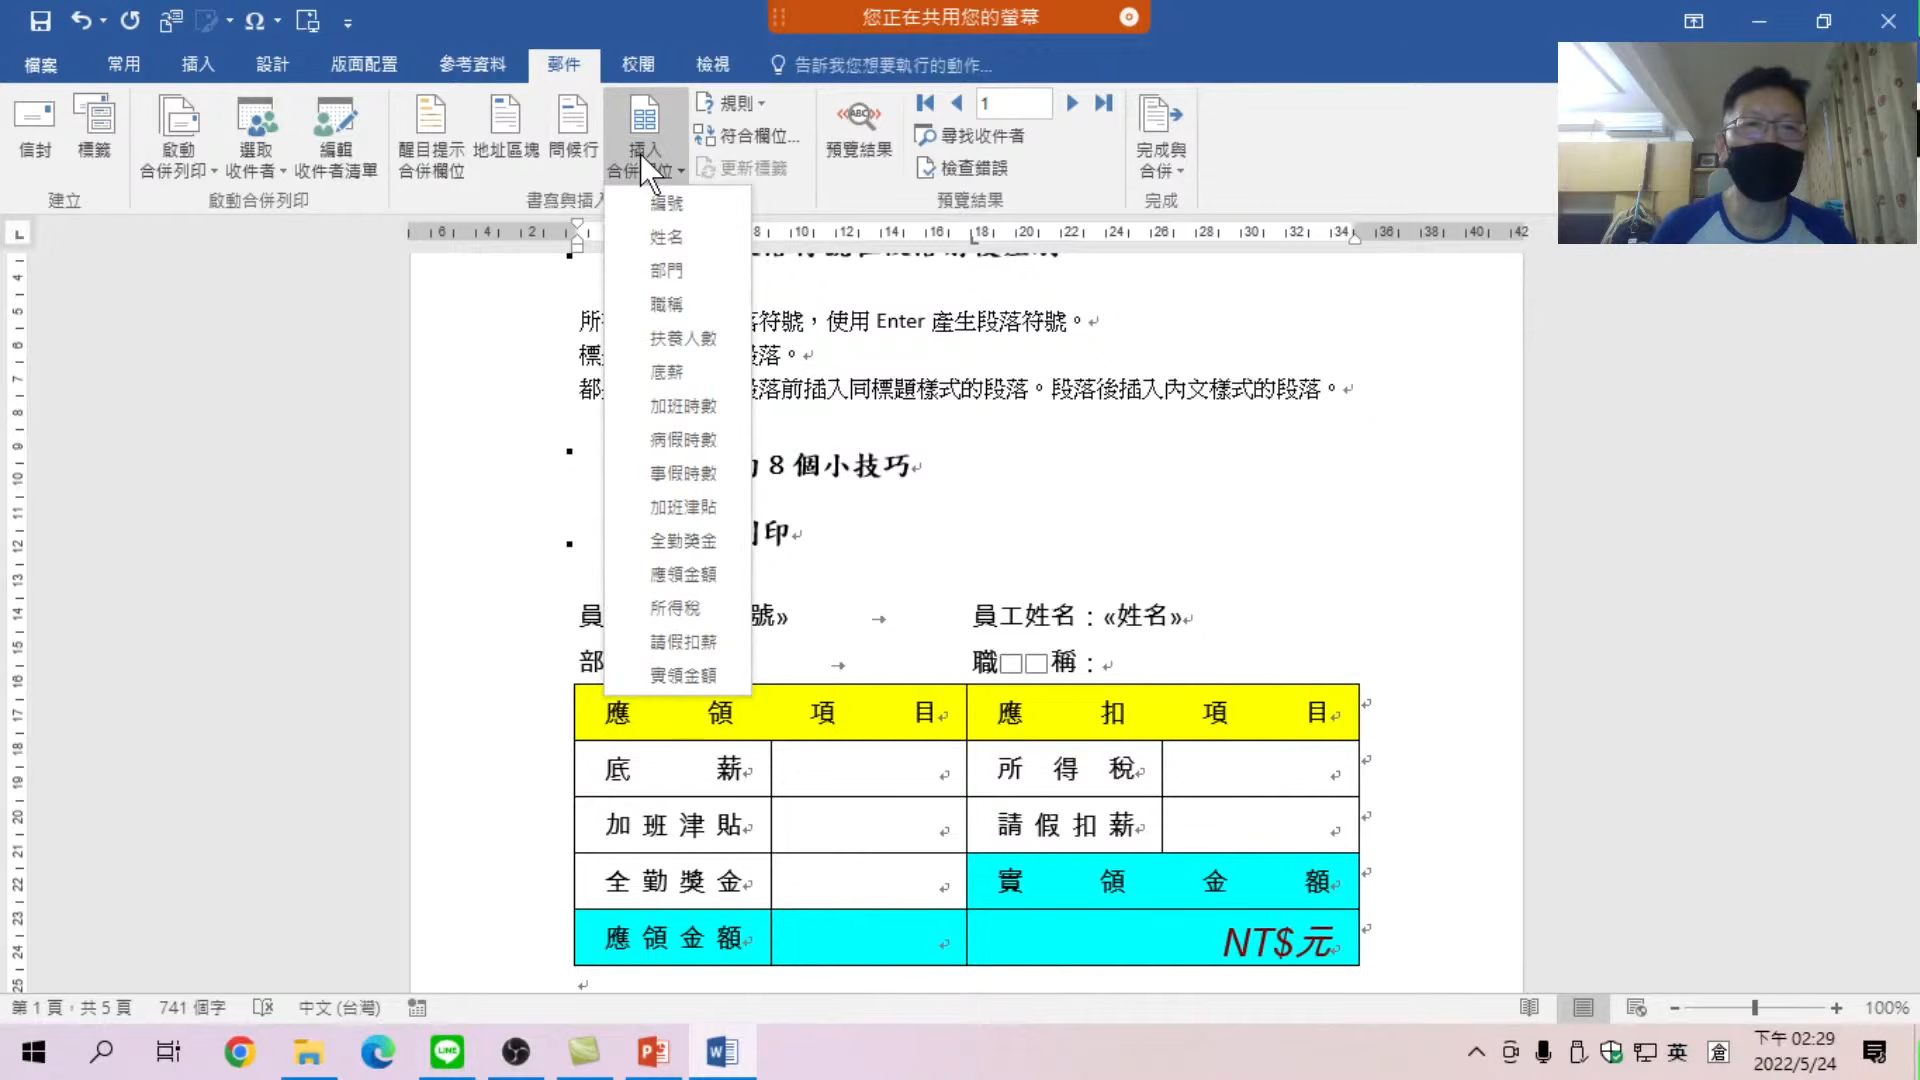 您正在共用您的螢幕
檔案 常用 插入 設計 版面配置 參考資料 郵件 校閱 檢視 告訴我您想要執行的動作...
信封 標籤 啟動 合併列印 選取 收件者 編輯 收件者清單 醒目提示 合併欄位 地址區塊 問候行 插入 規則 符合欄位... 更新標籤 預覽結果 1 尋找收件者 檢查錯誤 完成與 合併
建立 啟動合併列印 書寫與插入 預覽結果 完成
編號
姓名
部門
職稱
扶養人數
底薪
加班時數
病假時數
事假時數
加班津貼
全勤獎金
應領金額
所得稅
請假扣薪
實領金額
落符號，使用 Enter 產生段落符號。
段落。
段落前插入同標題樣式的段落。段落後插入內文樣式的段落。
8 個小技巧
印
員 號» → 員工姓名：«姓名»
部 → 職□□稱：
應領項目 應扣項目
底薪 所得稅
加班津貼 請假扣薪
全勤獎金 實領金額
應領金額 NT$元
第 1 頁，共 5 頁 741 個字 中文 (台灣) 100%
英 倉 下午 02:29
2022/5/24